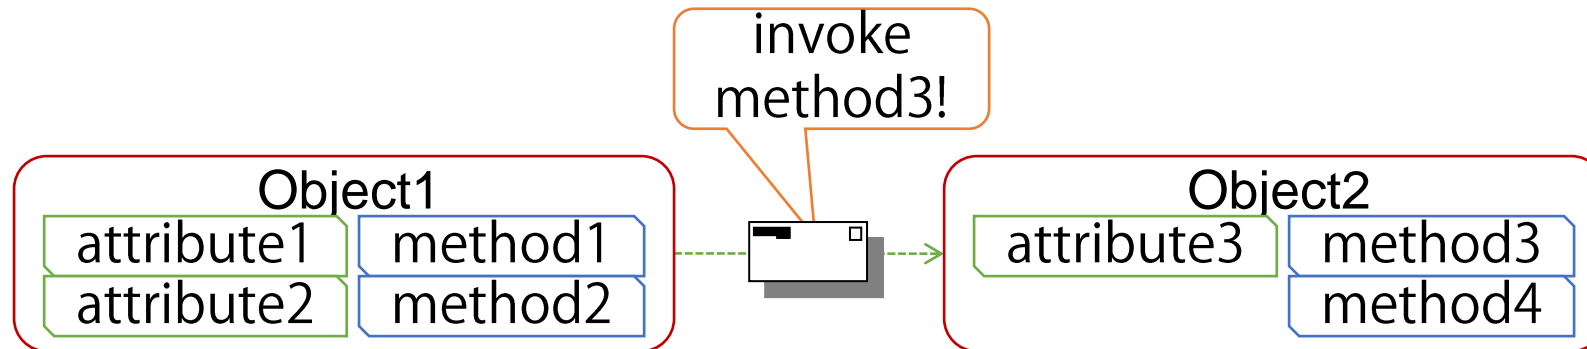 invoke
method3!
Object1
attribute1 method1
attribute2 method2
Object2
attribute3 method3
method4